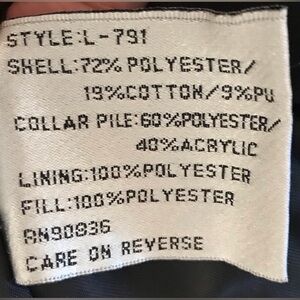 STYLE:L-791
SHELL:72% POLYESTER/
19%COTTON/9%PU
COLLAR PILE:60%POLYESTER/
40%ACRYLIC
LINING:100%POLYESTER
FILL:100%POLYESTER
RN90836
CARE ON REVERSE